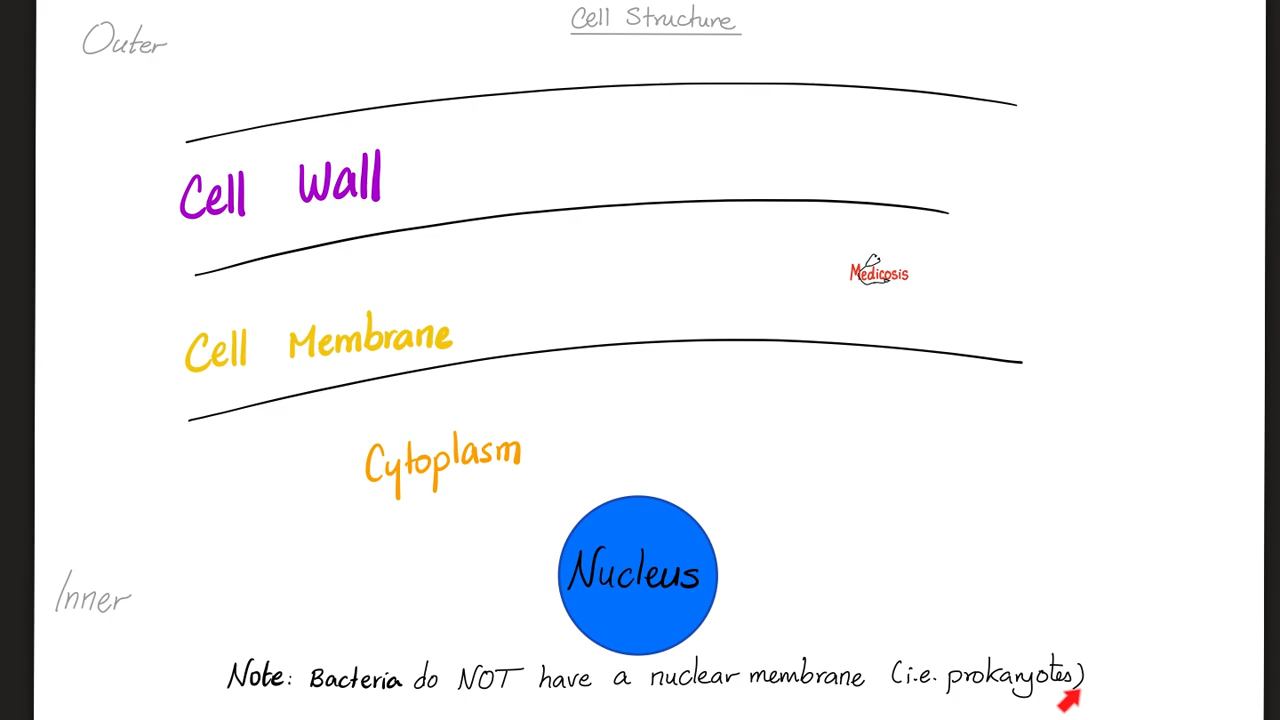 Cell Structure
Outer
Cell Wall
Medicosis
Cell Membrane
Cytoplasm
Nucleus
Inner
Note: Bacteria do NOT have a nuclear membrane (i.e. prokaryotes)